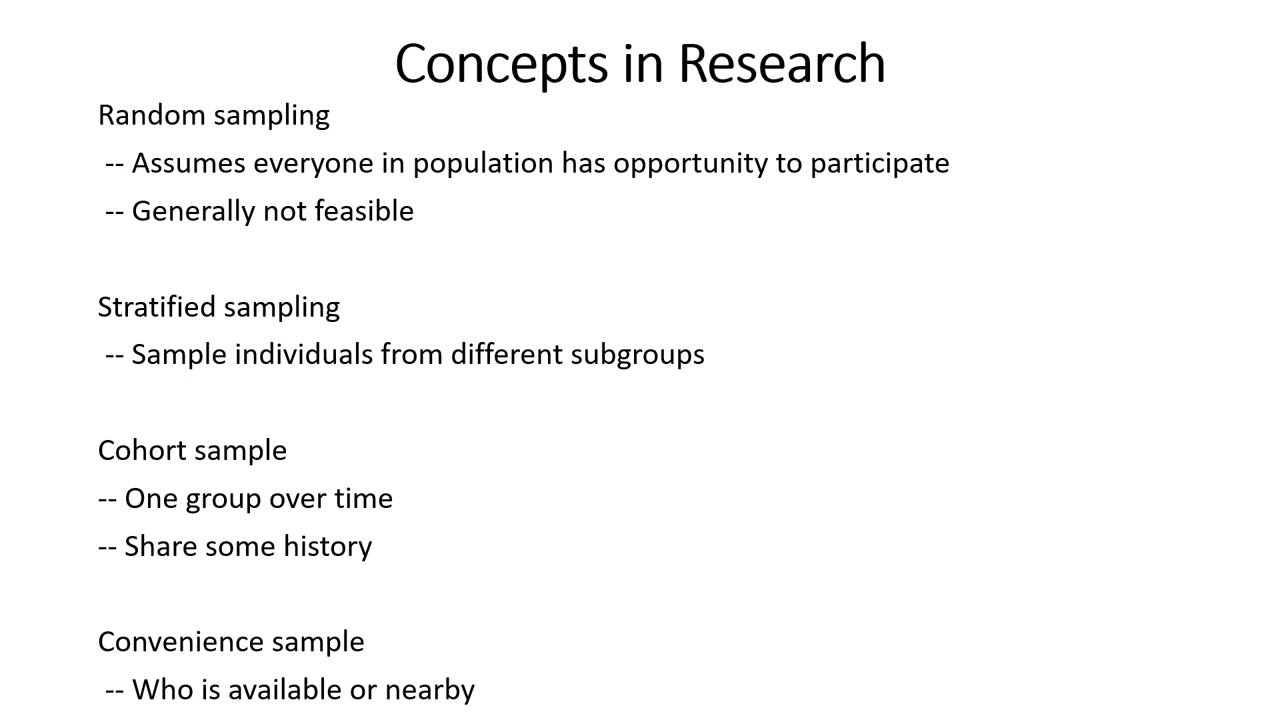 Concepts in Research
Random sampling
-- Assumes everyone in population has opportunity to participate
-- Generally not feasible
Stratified sampling
-- Sample individuals from different subgroups
Cohort sample
-- One group over time
-- Share some history
Convenience sample
-- Who is available or nearby